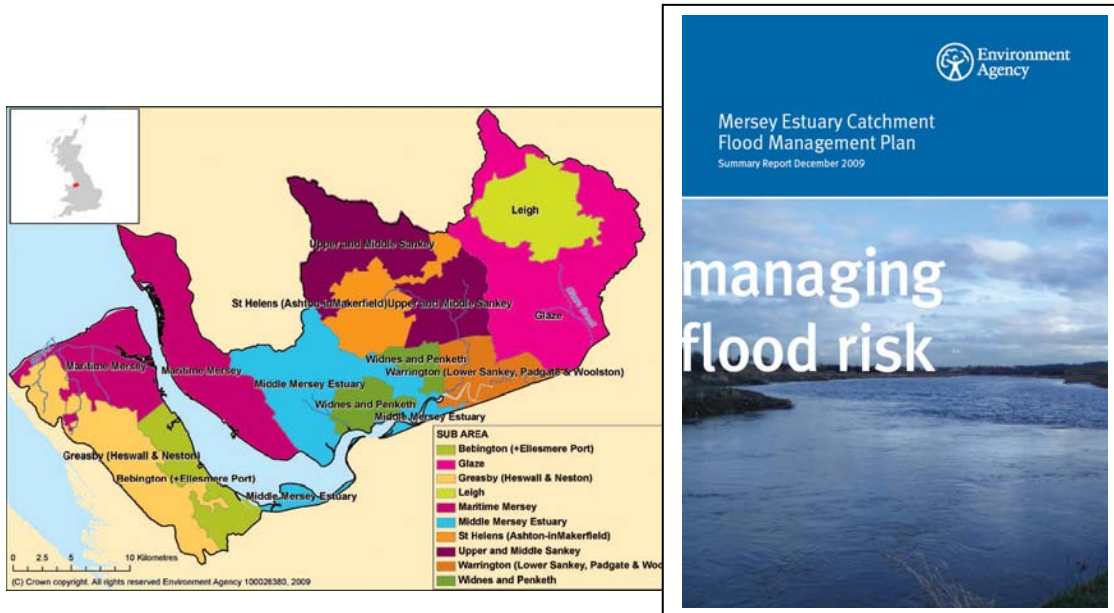 Leigh
Upper and Middle Sankey
St Helens (Ashton-inMakerfield)
Upper and Middle Sankey
Glaze
Maritime Mersey
Maritime Mersey
Widnes and Penketh
Warrington (Lower Sankey, Padgate & Woolston)
Middle Mersey Estuary
Widnes and Penketh
Middle Mersey Estuary
Greasby (Heswall & Neston)
Bebington (+Ellesmere Port)
Middle Mersey Estuary
SUB AREA
Bebington (+Ellesmere Port)
Glaze
Greasby (Heswall & Neston)
Leigh
Maritime Mersey
Middle Mersey Estuary
St Helens (Ashton-inMakerfield)
Upper and Middle Sankey
Warrington (Lower Sankey, Padgate & Woo
Widnes and Penketh
0 2.5 5 10 Kilometres
(C) Crown copyright. All rights reserved Environment Agency 100026380, 2009
Environment
Agency
Mersey Estuary Catchment
Flood Management Plan
Summary Report December 2009
managing
flood risk